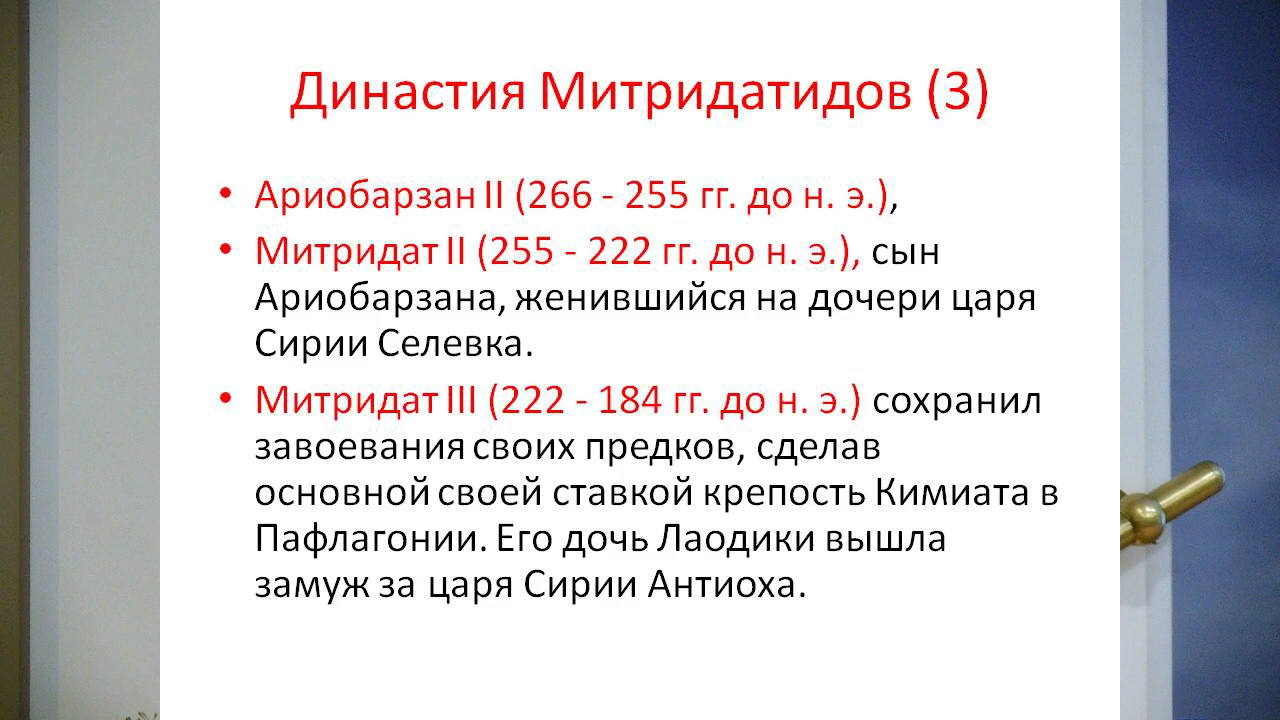 Династия Митридатидов (3)
• Ариобарзан II (266 - 255 гг. до н. э.),
• Митридат II (255 - 222 гг. до н. э.), сын
Ариобарзана, женившийся на дочери царя
Сирии Селевка.
• Митридат III (222 - 184 гг. до н. э.) сохранил
завоевания своих предков, сделав
основной своей ставкой крепость Кимиата в
Пафлагонии. Его дочь Лаодики вышла
замуж за царя Сирии Антиоха.